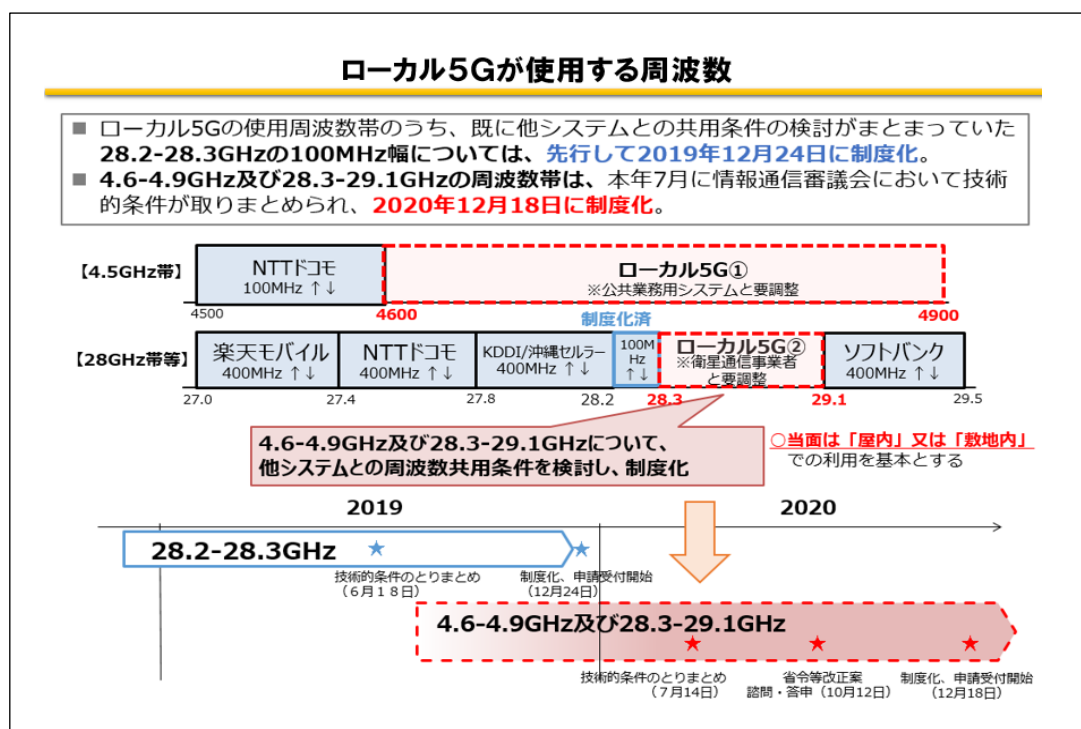 ローカル5Gが使用する周波数
■ ローカル5Gの使用周波数帯のうち、既に他システムとの共用条件の検討がまとまっていた
28.2-28.3GHzの100MHz幅については、先行して2019年12月24日に制度化。
■ 4.6-4.9GHz及び28.3-29.1GHzの周波数帯は、本年7月に情報通信審議会において技術
的条件が取りまとめられ、2020年12月18日に制度化。
【4.5GHz帯】
NTTドコモ
100MHz ↑↓
ローカル5G①
※公共業務用システムと要調整
4500
4600
4900
制度化済
【28GHz帯等】
楽天モバイル
400MHz ↑↓
NTTドコモ
400MHz ↑↓
KDDI/沖縄セルラー
400MHz ↑↓
100M
Hz
↑↓
ローカル5G②
※衛星通信事業者
と要調整
ソフトバンク
400MHz ↑↓
27.0
27.4
27.8
28.2
28.3
29.1
29.5
4.6-4.9GHz及び28.3-29.1GHzについて、
他システムとの周波数共用条件を検討し、制度化
○当面は「屋内」又は「敷地内」
での利用を基本とする
2019
2020
28.2-28.3GHz
技術的条件のとりまとめ
(6月18日)
制度化、申請受付開始
(12月24日)
4.6-4.9GHz及び28.3-29.1GHz
技術的条件のとりまとめ
(7月14日)
省令等改正案
諮問・答申(10月12日)
制度化、申請受付開始
(12月18日)